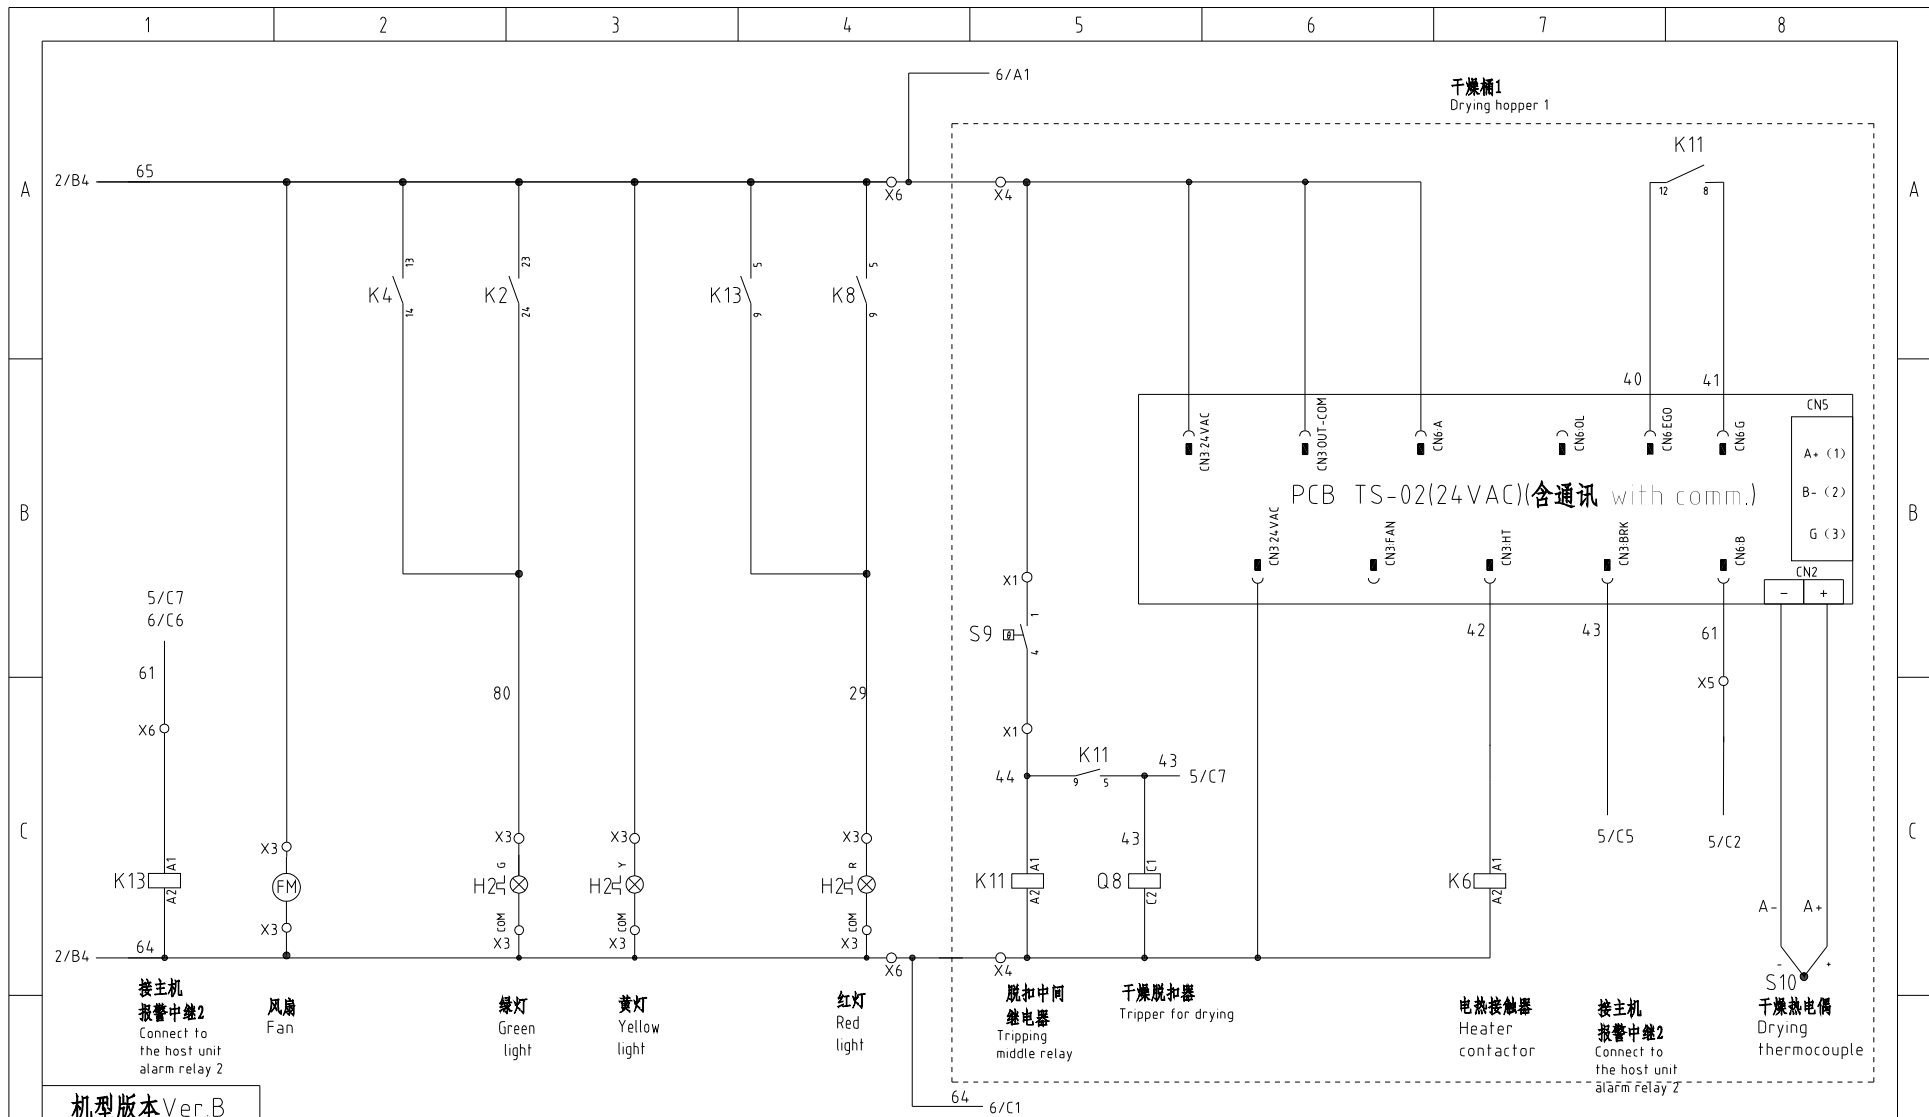 1 2 3 4 5 6 7 8
6/A1
干燥桶1
Drying hopper 1
K11
12 8
A
2/B4
65
X6
X4
A
13
23
5
5
K4
K2
K13
K8
14
24
9
9
40
41
CN5
CN3:24VAC
CN3:OUT-COM
CN6:A
CN6:OL
CN6:EGO
CN6:G
A+ (1)
B- (2)
G (3)
PCB TS-02(24VAC)(含通讯 with comm.)
B
B
CN3:24VAC
CN3:FAN
CN3:HT
CN3:BRK
CN6:B
CN2
- +
X1
5/C7
6/C6
1
S9
4
42
43
61
61
80
29
X5
X6
X1
K11
43
44
9 5
5/C7
C
C
X3
X3
X3
X3
43
5/C5
5/C2
K13
A1
A2
FM
H2
G
H2
Y
H2
R
K11
A1
A2
Q8
C1
C2
K6
A1
A2
A-
A+
X3
COM
X3
COM
X3
COM
X3
2/B4
64
X6
X4
- +
S10
接主机
报警中继2
Connect to
the host unit
alarm relay 2
风扇
Fan
绿灯
Green
light
黄灯
Yellow
light
红灯
Red
light
脱扣中间
继电器
Tripping
middle relay
干燥脱扣器
Tripper for drying
电热接触器
Heater
contactor
接主机
报警中继2
Connect to
the host unit
alarm relay 2
干燥热电偶
Drying
thermocouple
64
6/C1
机型版本Ver.B